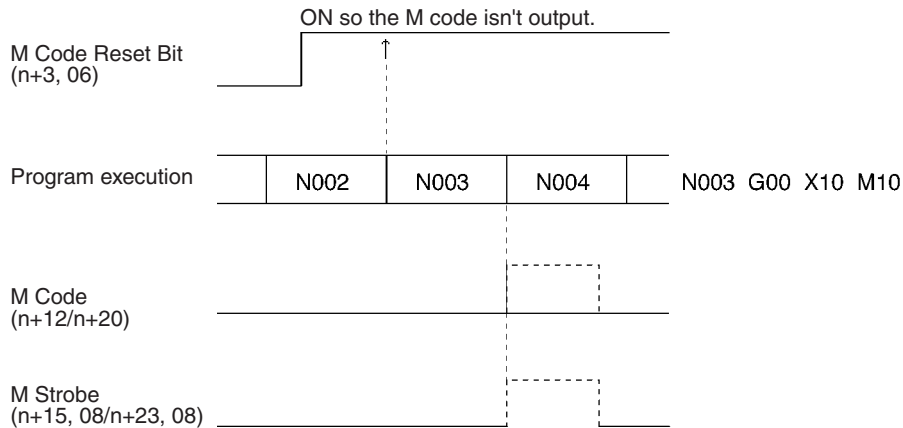 ON so the M code isn't output.
M Code Reset Bit
(n+3, 06)
Program execution
N002 N003 N004 N003 G00 X10 M10
M Code
(n+12/n+20)
M Strobe
(n+15, 08/n+23, 08)